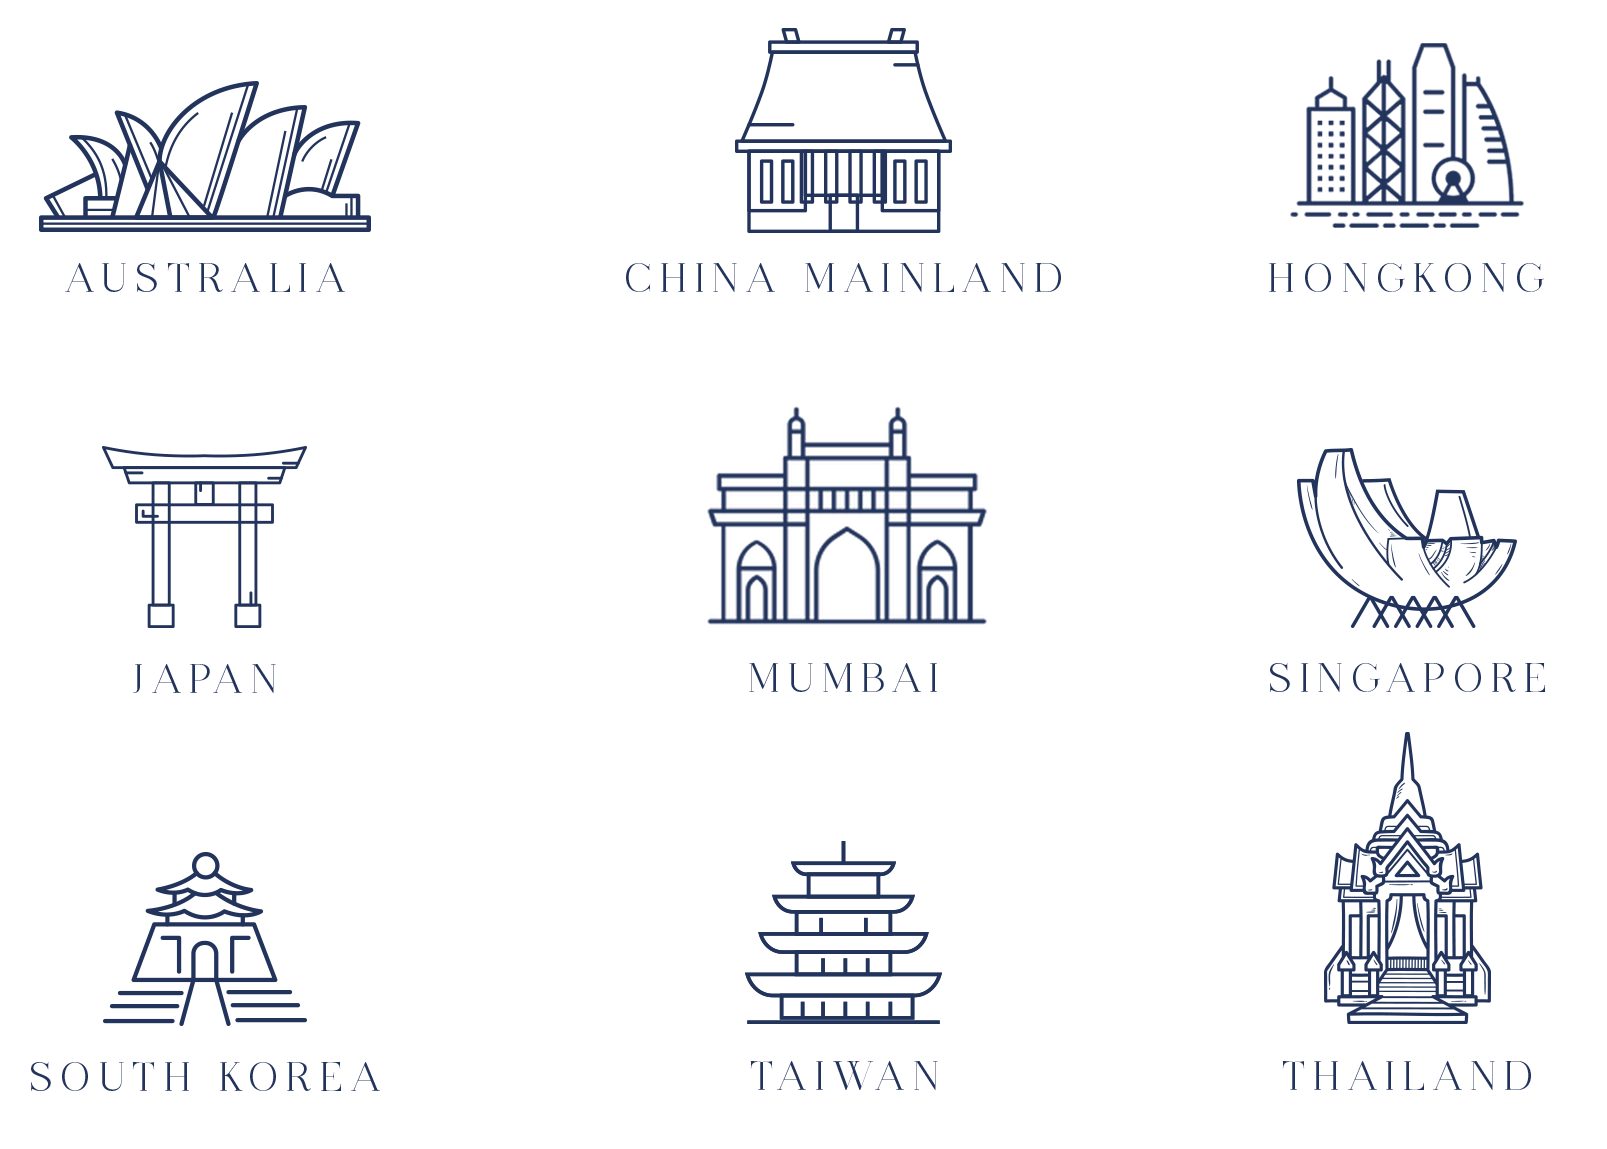 AUSTRALIA
CHINA MAINLAND
HONGKONG
JAPAN
MUMBAI
SINGAPORE
SOUTH KOREA
TAIWAN
THAILAND